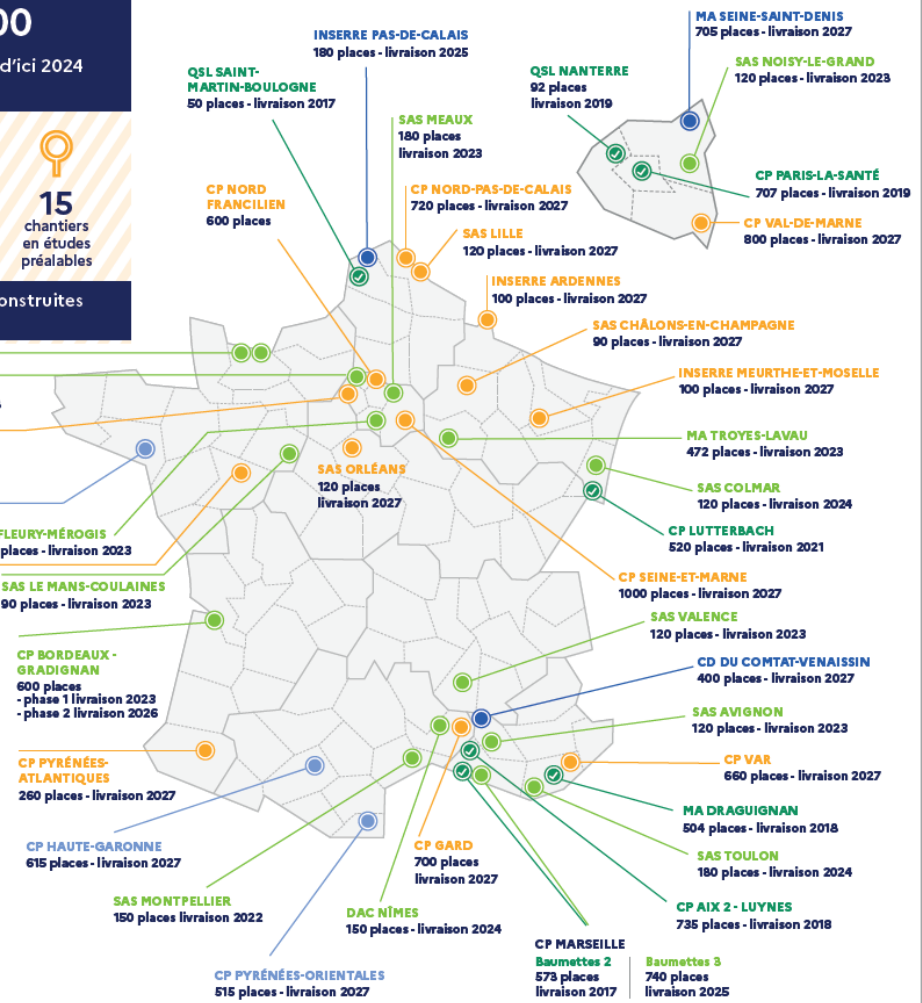 00
d'ici 2024
15
chantiers
en études
préalables
onstruites
INSERRE PAS-DE-CALAIS
180 places - livraison 2025
QSL SAINT-
MARTIN-BOULOGNE
50 places - livraison 2017
SAS MEAUX
180 places
livraison 2023
CP NORD
FRANCILIEN
600 places
CP NORD-PAS-DE-CALAIS
720 places - livraison 2027
SAS LILLE
120 places - livraison 2027
INSERRE ARDENNES
100 places - livraison 2027
MA SEINE-SAINT-DENIS
705 places - livraison 2027
SAS NOISY-LE-GRAND
120 places - livraison 2023
QSL NANTERRE
92 places
livraison 2019
CP PARIS-LA-SANTÉ
707 places - livraison 2019
CP VAL-DE-MARNE
800 places - livraison 2027
SAS CHÂLONS-EN-CHAMPAGNE
90 places - livraison 2027
INSERRE MEURTHE-ET-MOSELLE
100 places - livraison 2027
MA TROYES-LAVAU
472 places - livraison 2023
SAS COLMAR
120 places - livraison 2024
CP LUTTERBACH
520 places - livraison 2021
SAS ORLÉANS
120 places
livraison 2027
FLEURY-MÉROGIS
places - livraison 2023
SAS LE MANS-COULAINES
90 places - livraison 2023
CP SEINE-ET-MARNE
1000 places - livraison 2027
SAS VALENCE
120 places - livraison 2023
CP BORDEAUX -
GRADIGNAN
600 places
- phase 1 livraison 2023
- phase 2 livraison 2026
CD DU COMTAT-VENAISSIN
400 places - livraison 2027
SAS AVIGNON
120 places - livraison 2023
CP PYRÉNÉES-
ATLANTIQUES
260 places - livraison 2027
CP VAR
660 places - livraison 2027
MA DRAGUIGNAN
504 places - livraison 2018
CP HAUTE-GARONNE
615 places - livraison 2027
CP GARD
700 places
livraison 2027
SAS TOULON
180 places - livraison 2024
SAS MONTPELLIER
150 places livraison 2022
DAC NÎMES
150 places - livraison 2024
CP AIX 2 - LUYNES
735 places - livraison 2018
CP PYRÉNÉES-ORIENTALES
515 places - livraison 2027
CP MARSEILLE
Baumettes 2
573 places
livraison 2017
Baumettes 3
740 places
livraison 2025